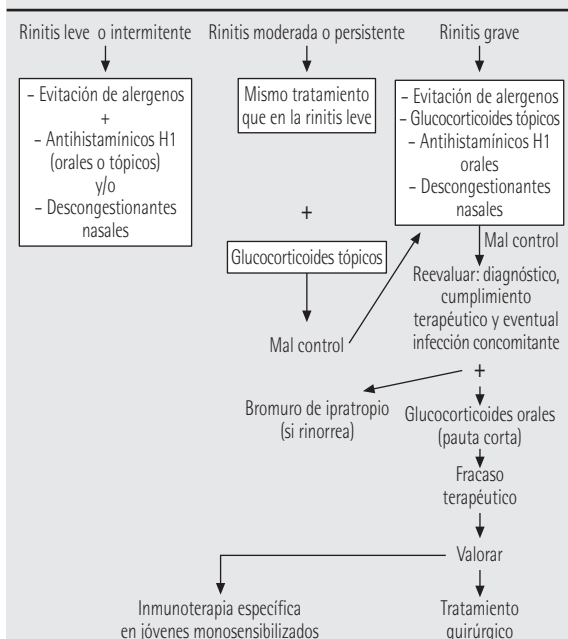 Rinitis leve o intermitente
– Evitación de alergenos
+
– Antihistamínicos H1
(orales o tópicos)
y/o
– Descongestionantes
nasales
Rinitis moderada o persistente
Mismo tratamiento
que en la rinitis leve
+
Glucocorticoides tópicos
Mal control
Rinitis grave
– Evitación de alergenos
– Glucocorticoides tópicos
– Antihistamínicos H1
orales
– Descongestionantes
nasales
Mal control
Reevaluar: diagnóstico,
cumplimiento
terapéutico y eventual
infección concomitante
+
Bromuro de ipratropio
(si rinorrea)
Glucocorticoides orales
(pauta corta)
Fracaso
terapéutico
Valorar
Inmunoterapia específica
en jóvenes monosensibilizados
Tratamiento
quirúrgico